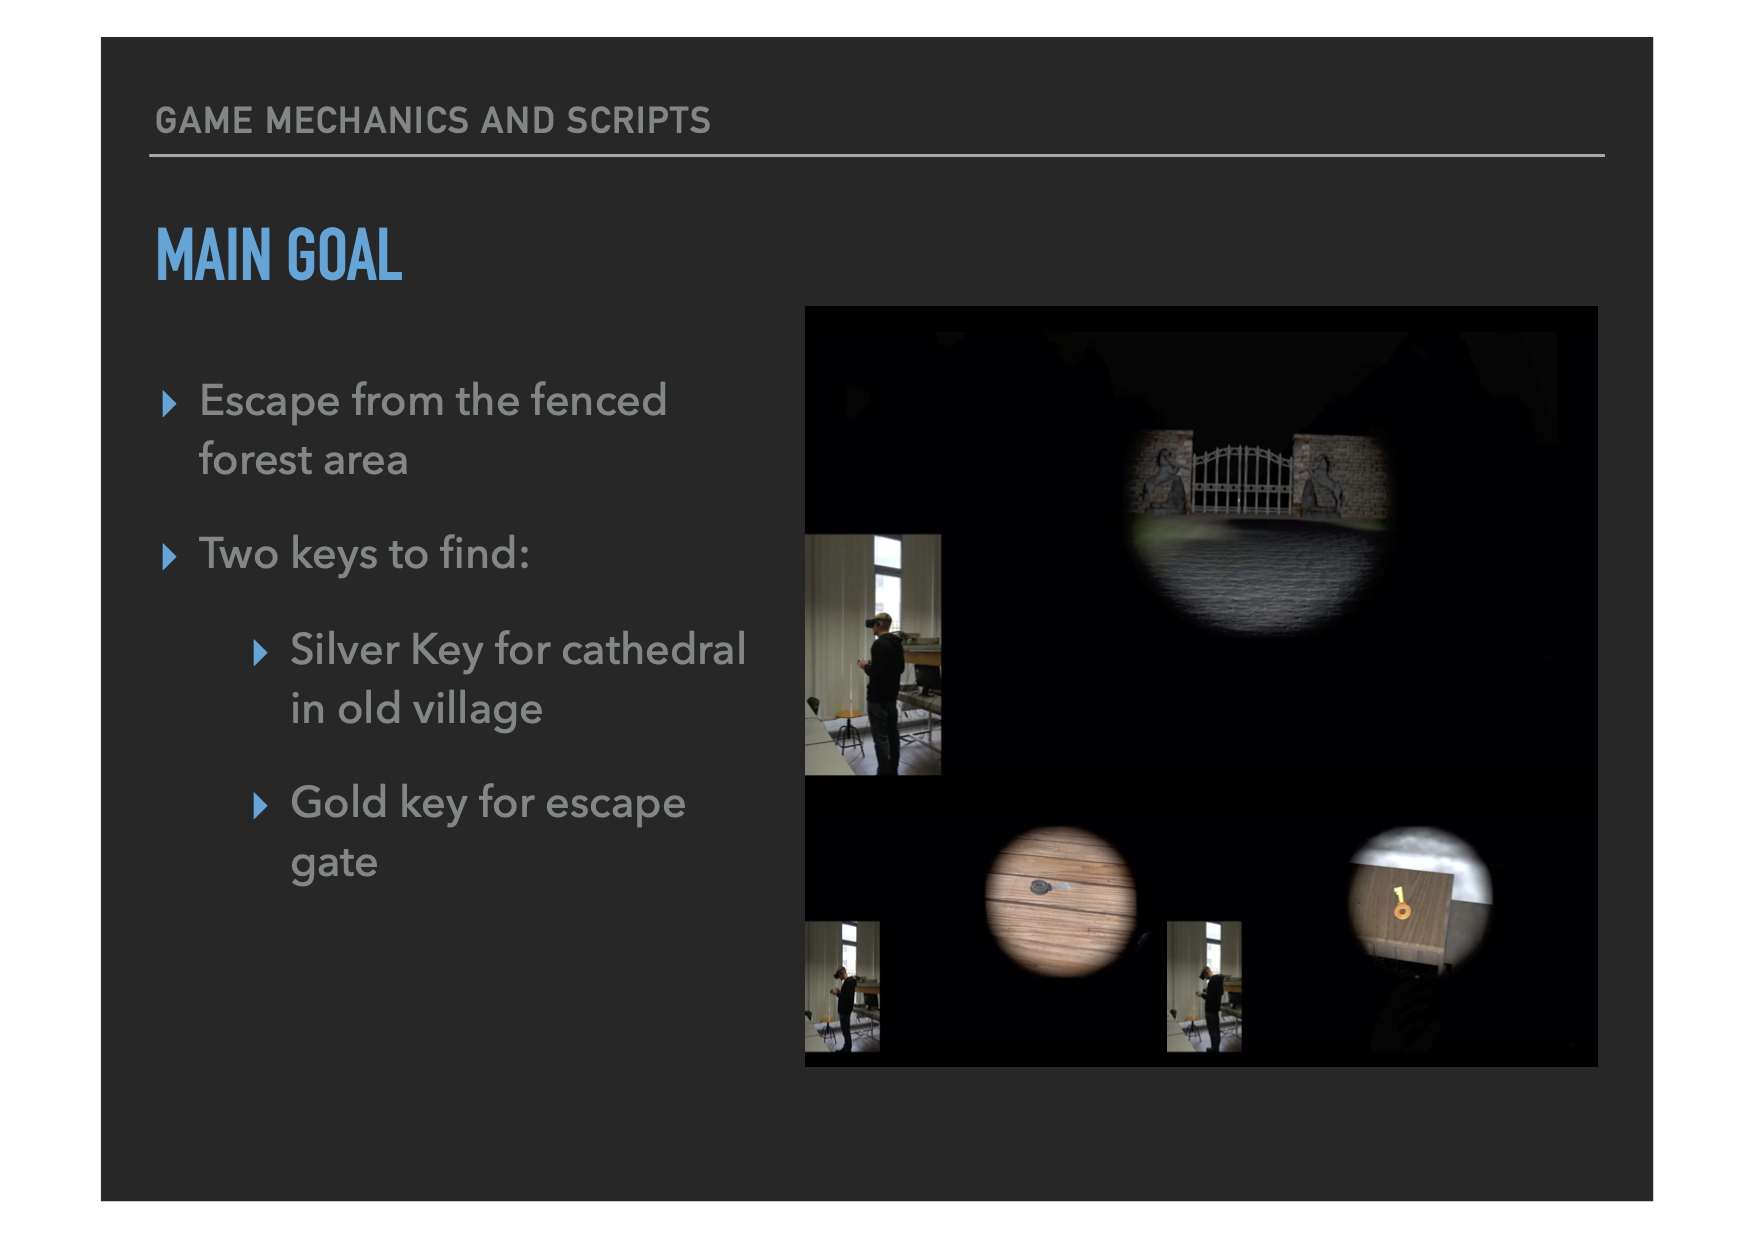 GAME MECHANICS AND SCRIPTS
MAIN GOAL
Escape from the fenced
forest area
Two keys to find:
Silver Key for cathedral
in old village
Gold key for escape
gate